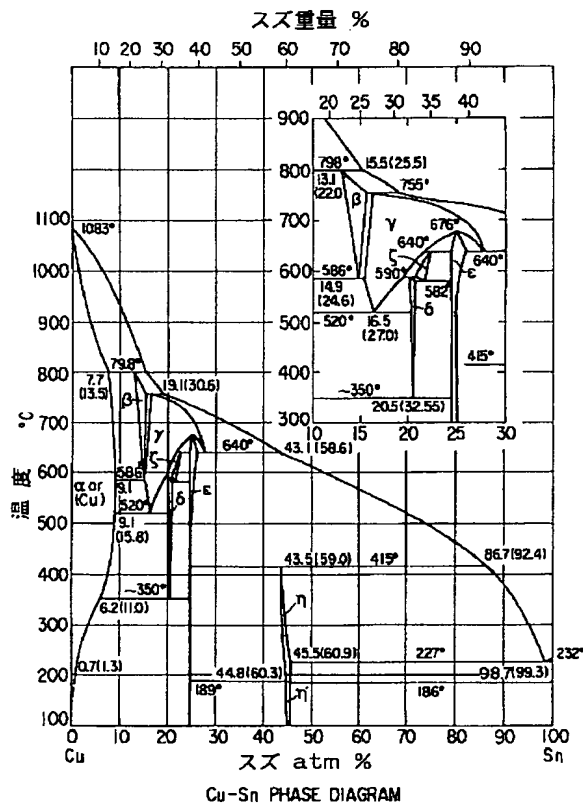 スズ重量 %
10 20 30 40 50 60 70 80 90
20 25 30 35 40
900
798° 15.5(25.5)
800
13.1 755°
(22.0
β
γ
700
676°
640°
ζ
ε
586° 590° 640°
600
14.9 582
(24.6)
δ
500
520° 16.5
(27.0)
415°
400
~350°
20.5(32.55)
300
10 15 20 25 30
1100
1083°
1000
900
79.8°
800
7.7 19.1(30.6)
(13.5)
β
700
γ
640°
ζ
43.1(58.6)
600
586
α or 9.1
(Cu) 520°
δ ε
500
9.1
(15.8)
86.7(92.4)
43.5(59.0) 415°
400
~350°
η
6.2(11.0)
300
45.5(60.9) 227° 232°
200
0.7(1.3) 44.8(60.3) 98.7(99.3)
189° η' 186°
100
温度 °C
0 10 20 30 40 50 60 70 80 90 100
Cu Sn
スズ atm %
Cu-Sn PHASE DIAGRAM